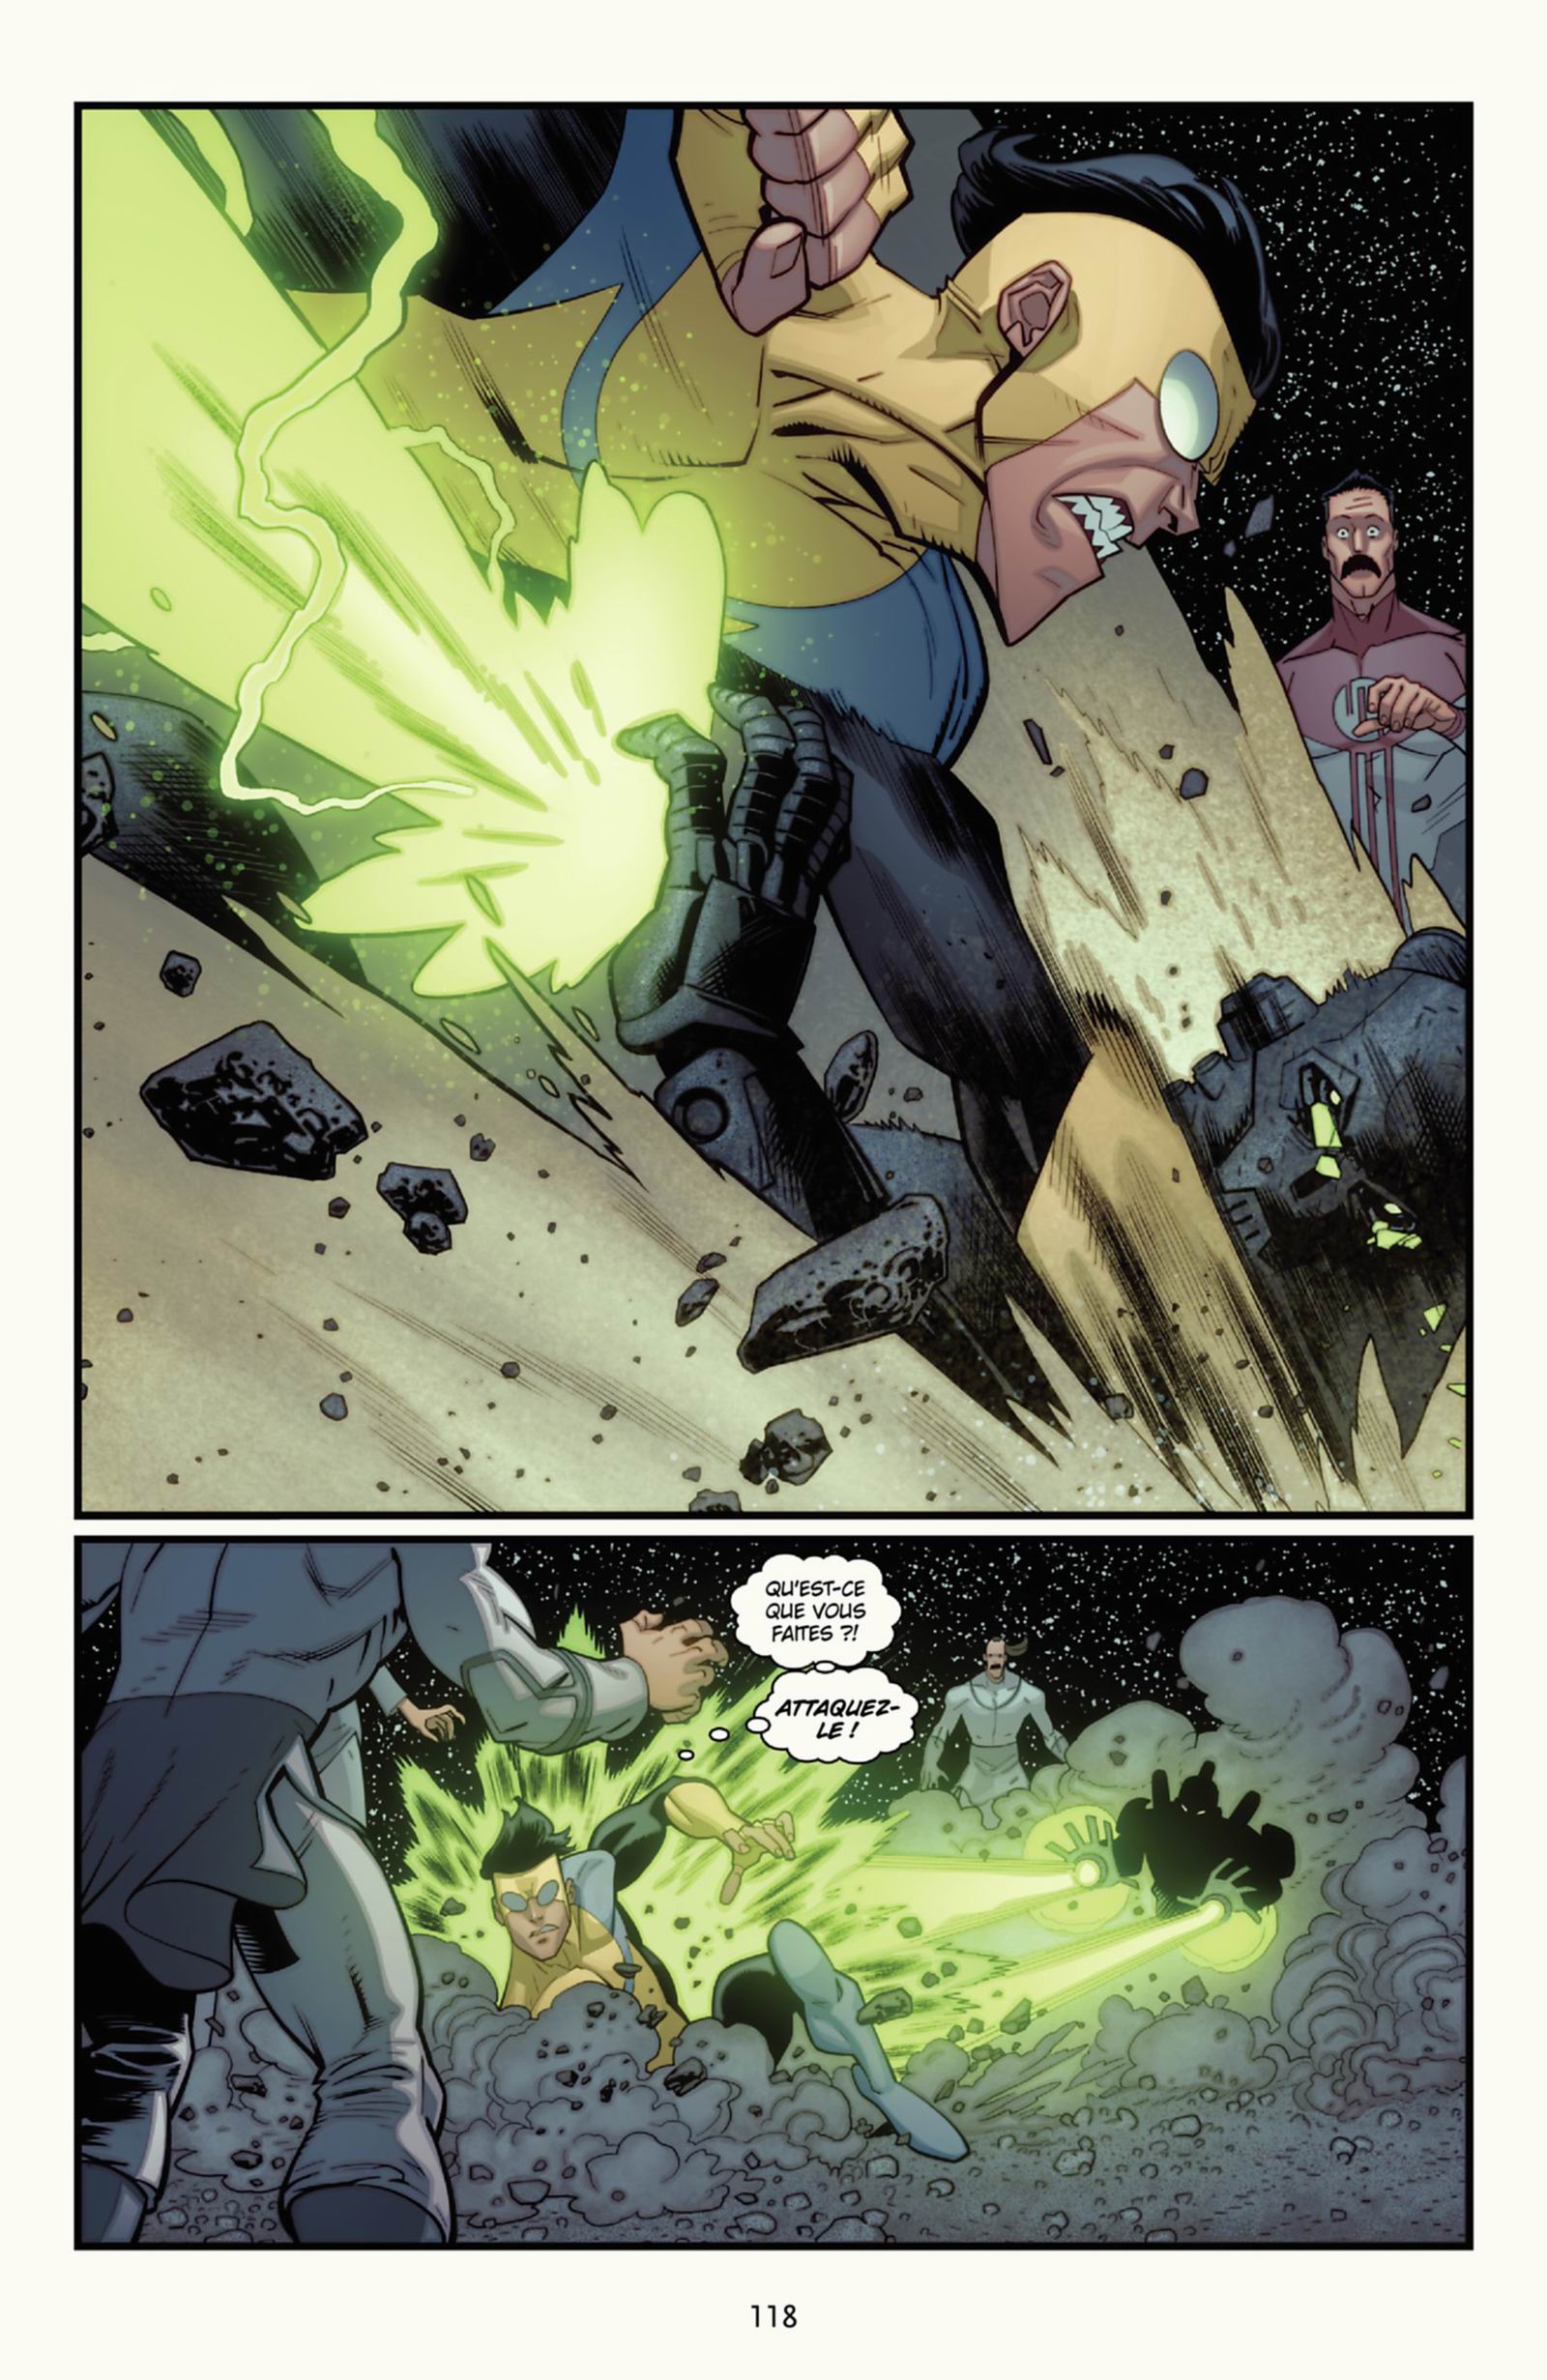 QU'EST-CE
QUE VOUS
FAITES ?!
ATTAQUEZ-
LE !
118